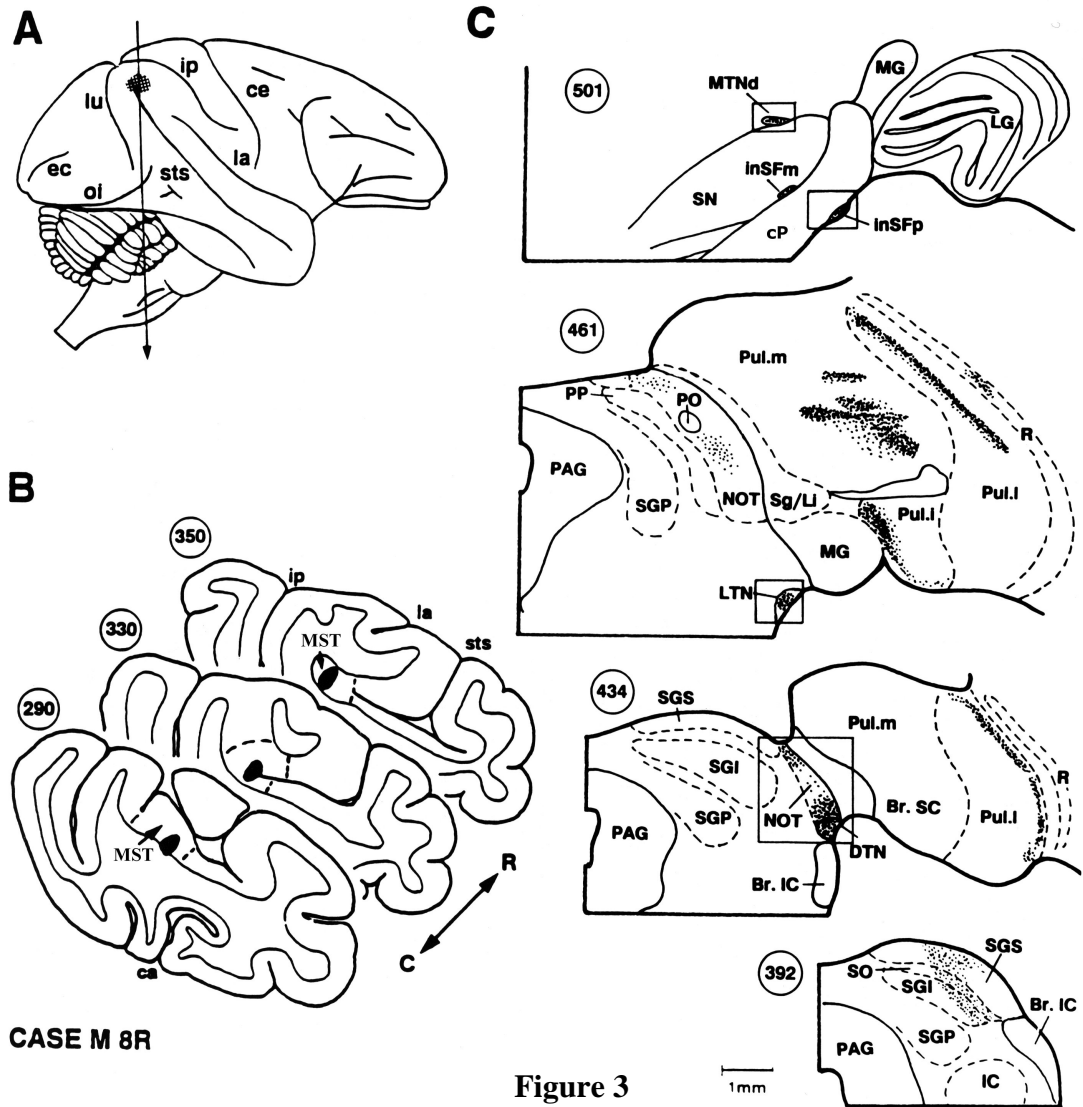 A
ip
ce
lu
la
ec
sts
oi
B
350
ip
la
MST
sts
330
290
MST
R
C
ca
CASE M 8R
C
501
MTNd
MG
LG
inSFm
SN
inSFp
cP
461
Pul.m
PP
PO
R
PAG
SGP
NOT
Sg/Li
Pul.i
Pul.l
MG
LTN
434
SGS
Pul.m
SGI
R
SGP
NOT
Br. SC
Pul.l
PAG
DTN
Br. IC
392
SGS
SO
SGI
Br. IC
SGP
PAG
IC
Figure 3
1mm